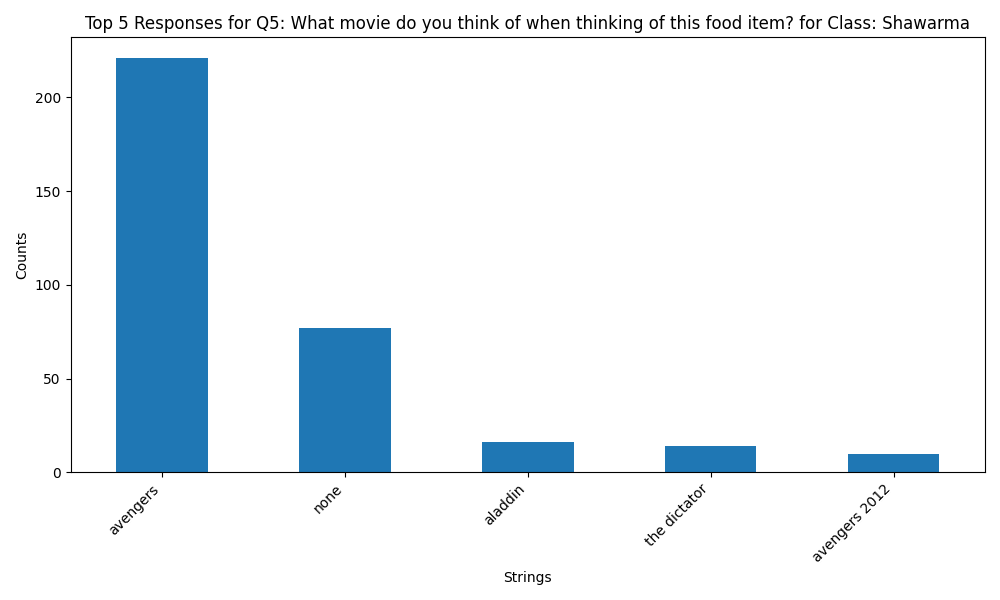 Top 5 Responses for Q5: What movie do you think of when thinking of this food item? for Class: Shawarma
Counts
200
150
100
50
0
avengers
none
aladdin
the dictator
avengers 2012
Strings